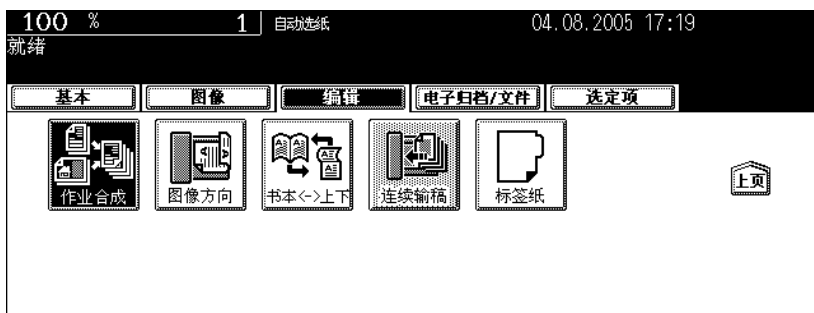 100 % 1 自动选纸 04.08.2005 17:19
就绪
基本 图像 编辑 电子归档/文件 选定项
作业合成 图像方向 书本<->上下 连续输稿 标签纸
上页